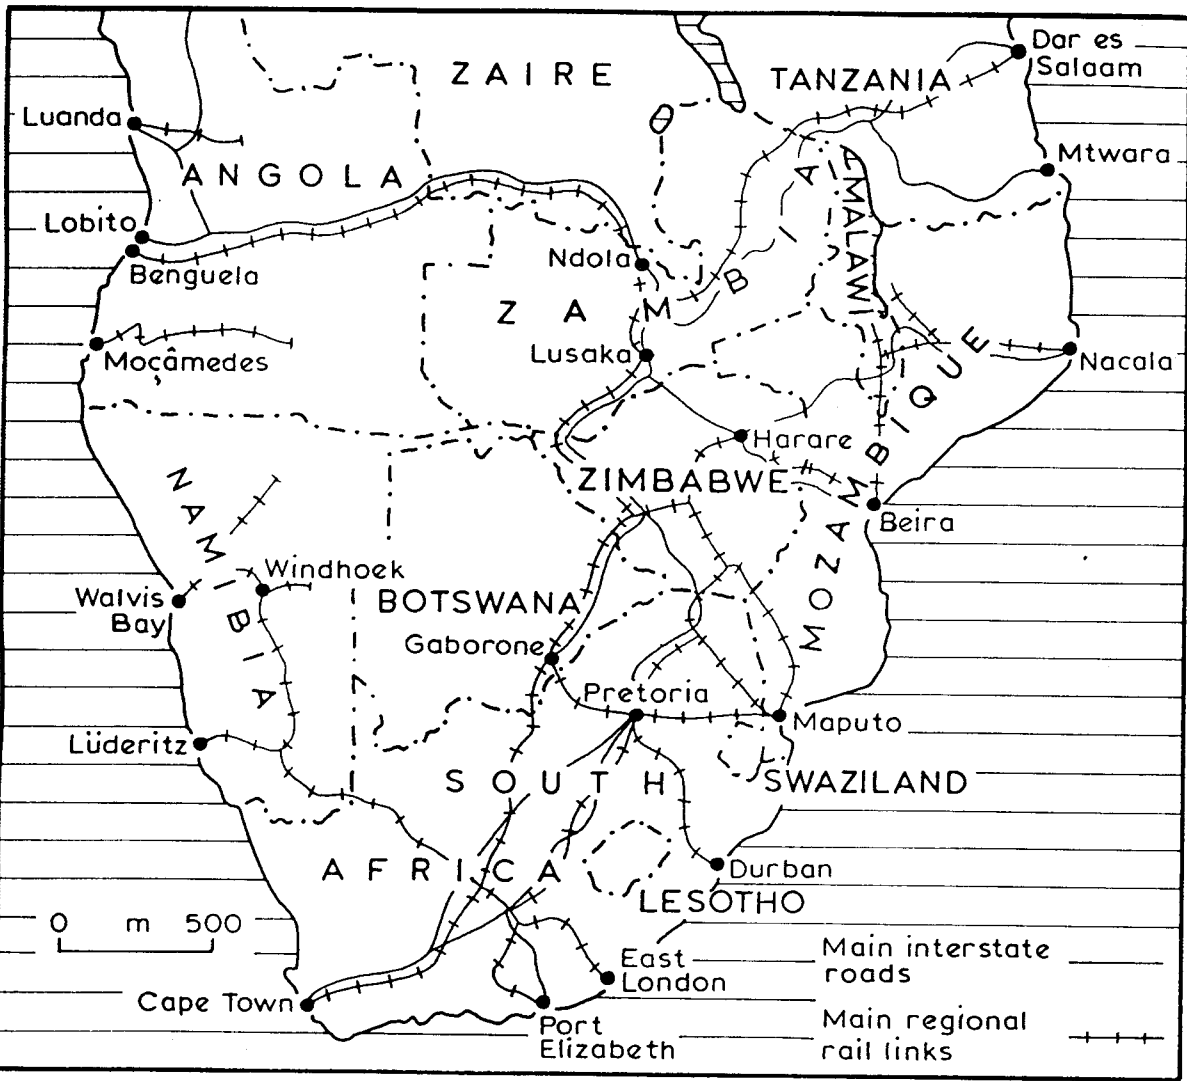 ZAIRE
TANZANIA
Dar es
Salaam
Luanda
Mtwara
ANGOLA
MALAWI
Lobito
Benguela
Ndola
ZAMBIA
Moçâmedes
Lusaka
Nacala
MOZAMBIQUE
Harare
ZIMBABWE
Beira
NAMIBIA
Windhoek
Walvis
Bay
BOTSWANA
Gaborone
Pretoria
Maputo
Lüderitz
SOUTH
SWAZILAND
AFRICA
Durban
LESOTHO
0 m 500
East
London
Main interstate
roads
Cape Town
Port
Elizabeth
Main regional
rail links